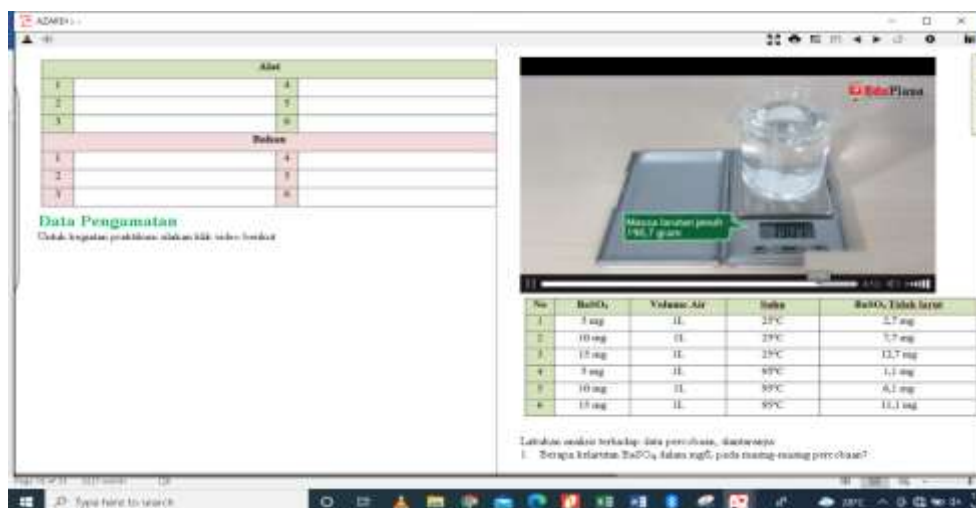 Alat
1 4
2 5
3 6
Bahan
1 4
2 5
3 6
Data Pengamatan
Untuk kegiatan praktikum silakan klik video berikut
EduPlasa
Massa larutan jenuh
198,7 gram
No BaSO₄ Volume Air Suhu BaSO₄ Tidak larut
1 5 mg 1L 25°C 2,7 mg
2 10 mg 1L 25°C 7,7 mg
3 15 mg 1L 25°C 12,7 mg
4 5 mg 1L 95°C 1,1 mg
5 10 mg 1L 95°C 6,1 mg
6 15 mg 1L 95°C 11,1 mg
Lakukan analisis terhadap data percobaan, diantaranya
1. Berapa kelarutan BaSO₄ dalam mg/L pada masing-masing percobaan?
Type here to search